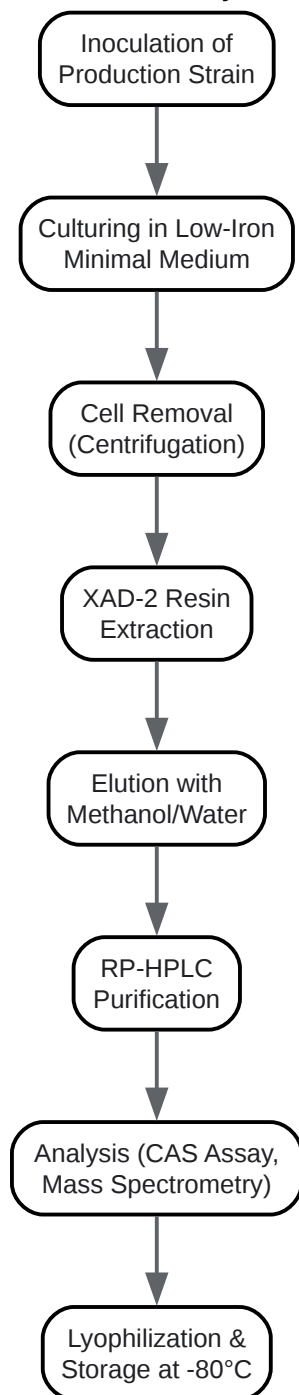 Inoculation of
Production Strain
Culturing in Low-Iron
Minimal Medium
Cell Removal
(Centrifugation)
XAD-2 Resin
Extraction
Elution with
Methanol/Water
RP-HPLC
Purification
Analysis (CAS Assay,
Mass Spectrometry)
Lyophilization &
Storage at -80°C